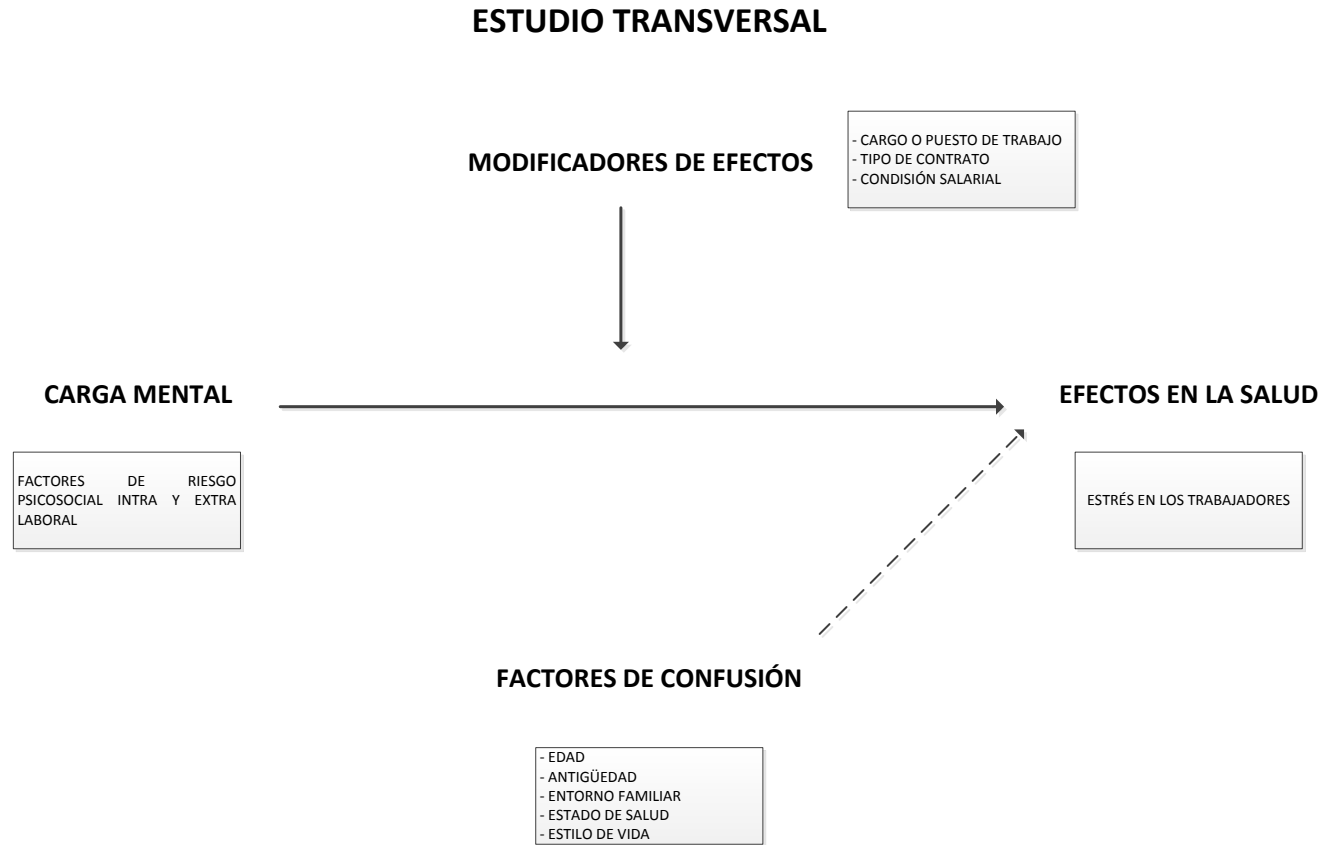 ESTUDIO TRANSVERSAL
MODIFICADORES DE EFECTOS
- CARGO O PUESTO DE TRABAJO
- TIPO DE CONTRATO
- CONDISIÓN SALARIAL
CARGA MENTAL
EFECTOS EN LA SALUD
FACTORES DE RIESGO
PSICOSOCIAL INTRA Y EXTRA
LABORAL
ESTRÉS EN LOS TRABAJADORES
FACTORES DE CONFUSIÓN
- EDAD
- ANTIGÜEDAD
- ENTORNO FAMILIAR
- ESTADO DE SALUD
- ESTILO DE VIDA